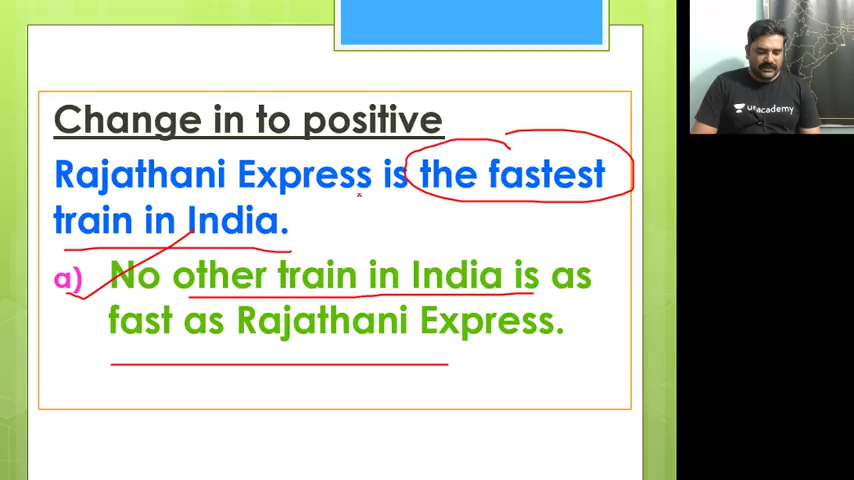 Change in to positive
Rajathani Express is the fastest
train in India.
a) No other train in India is as
fast as Rajathani Express.
unacademy